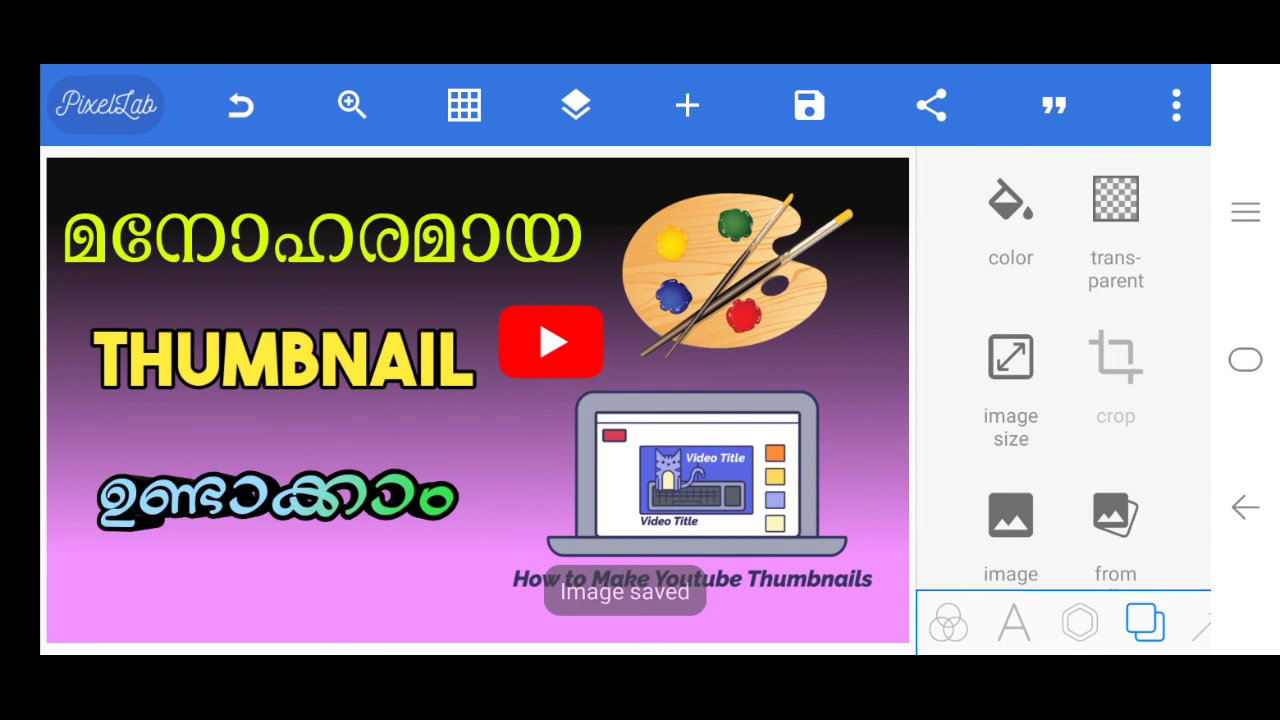 PixelLab
മനോഹരമായ
THUMBNAIL
ഉണ്ടാക്കാം
Video Title
Video Title
How to Make Youtube Thumbnails
Image saved
color
trans-
parent
image
size
crop
image
from